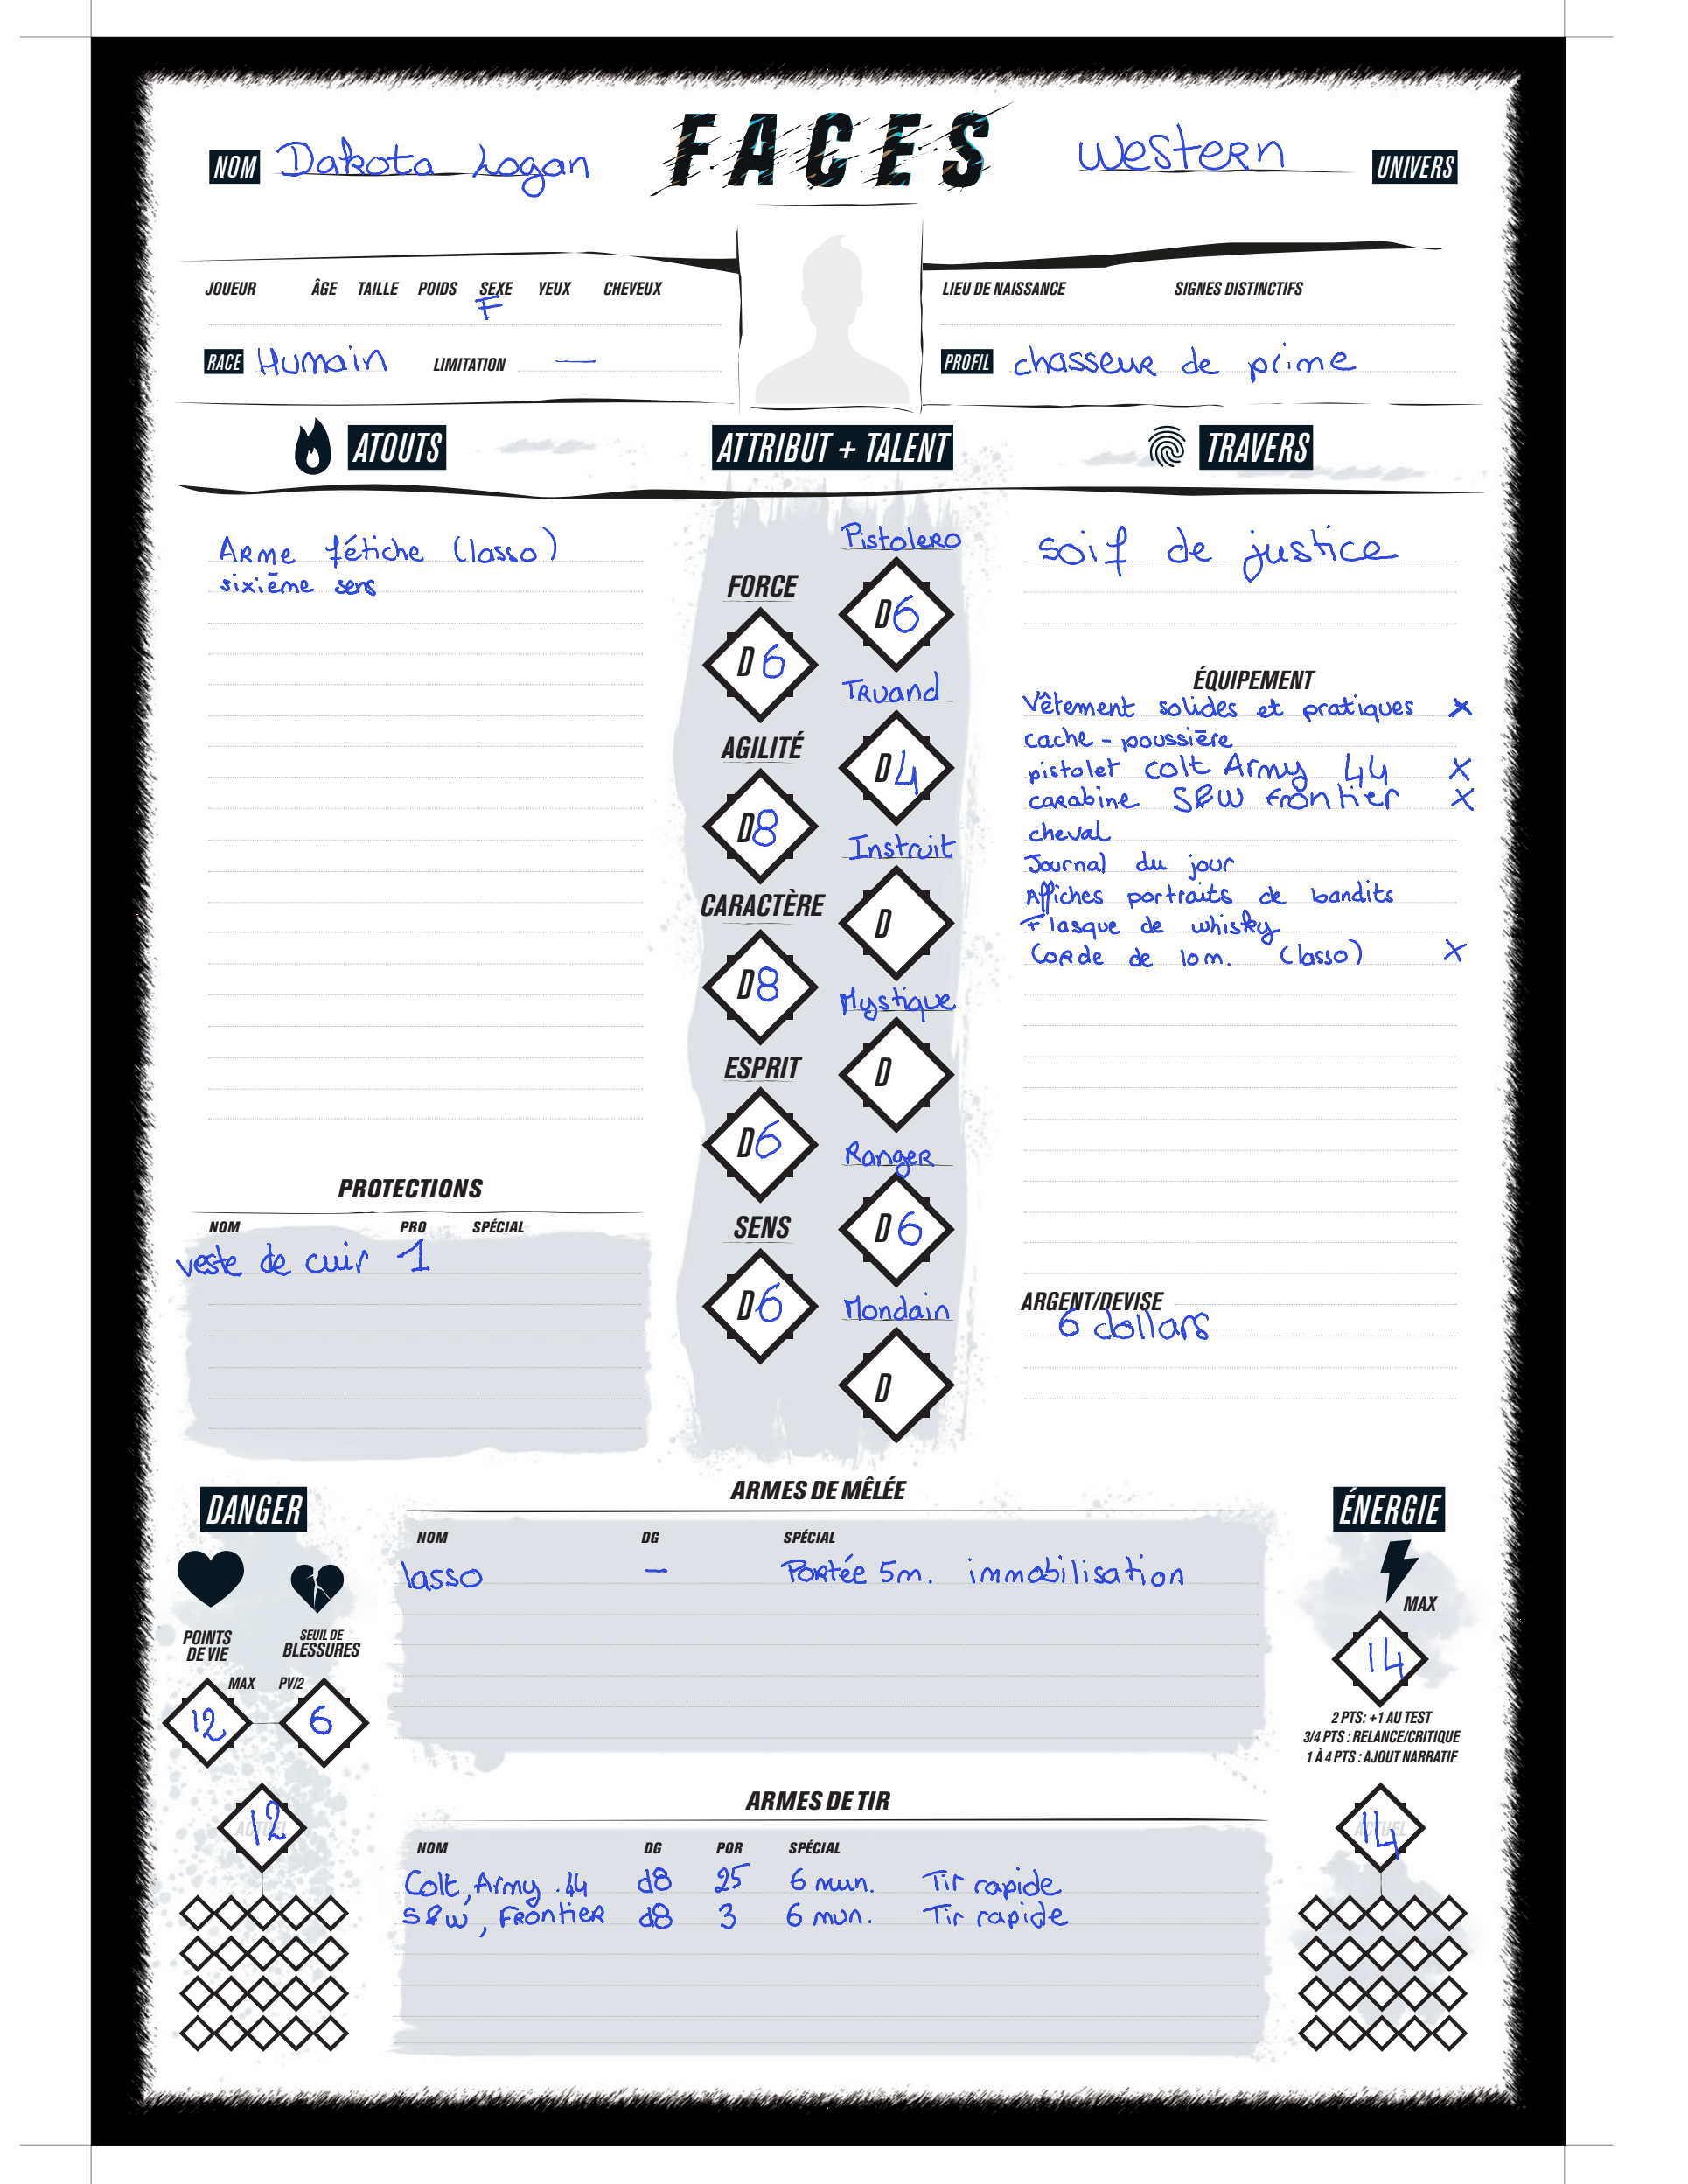 NOM Dakota Logan
FACES
Western UNIVERS
JOUEUR ÂGE TAILLE POIDS SEXE YEUX CHEVEUX
F
LIEU DE NAISSANCE SIGNES DISTINCTIFS
RACE Humain LIMITATION —
PROFIL chasseur de prime
ATOUTS
ATTRIBUT + TALENT
TRAVERS
Arme fétiche (lasso)
sixième sens
FORCE
D6
AGILITÉ
D8
CARACTÈRE
D8
ESPRIT
D6
SENS
D6
Pistolero
D6
Truand
D4
Instruit
D
Mystique
D
Ranger
D6
Mondain
D
soif de justice
ÉQUIPEMENT
Vêtement solides et pratiques X
cache-poussière
pistolet colt Army 44 X
carabine S&W Frontier X
cheval
Journal du jour
Affiches portraits de bandits
Flasque de whisky
Corde de 10m. (lasso) X
ARGENT/DEVISE
6 dollars
PROTECTIONS
NOM PRO SPÉCIAL
veste de cuir 1
DANGER
POINTS
DE VIE
SEUIL DE
BLESSURES
MAX PV/2
12 6
ACTUEL
12
ARMES DE MÊLÉE
NOM DG SPÉCIAL
lasso — Portée 5m. immobilisation
ARMES DE TIR
NOM DG POR SPÉCIAL
Colt, Army .44 d8 25 6 mun. Tir rapide
S&W, Frontier d8 3 6 mun. Tir rapide
ÉNERGIE
MAX
14
2 PTS: +1 AU TEST
3/4 PTS : RELANCE/CRITIQUE
1 À 4 PTS : AJOUT NARRATIF
ACTUEL
14